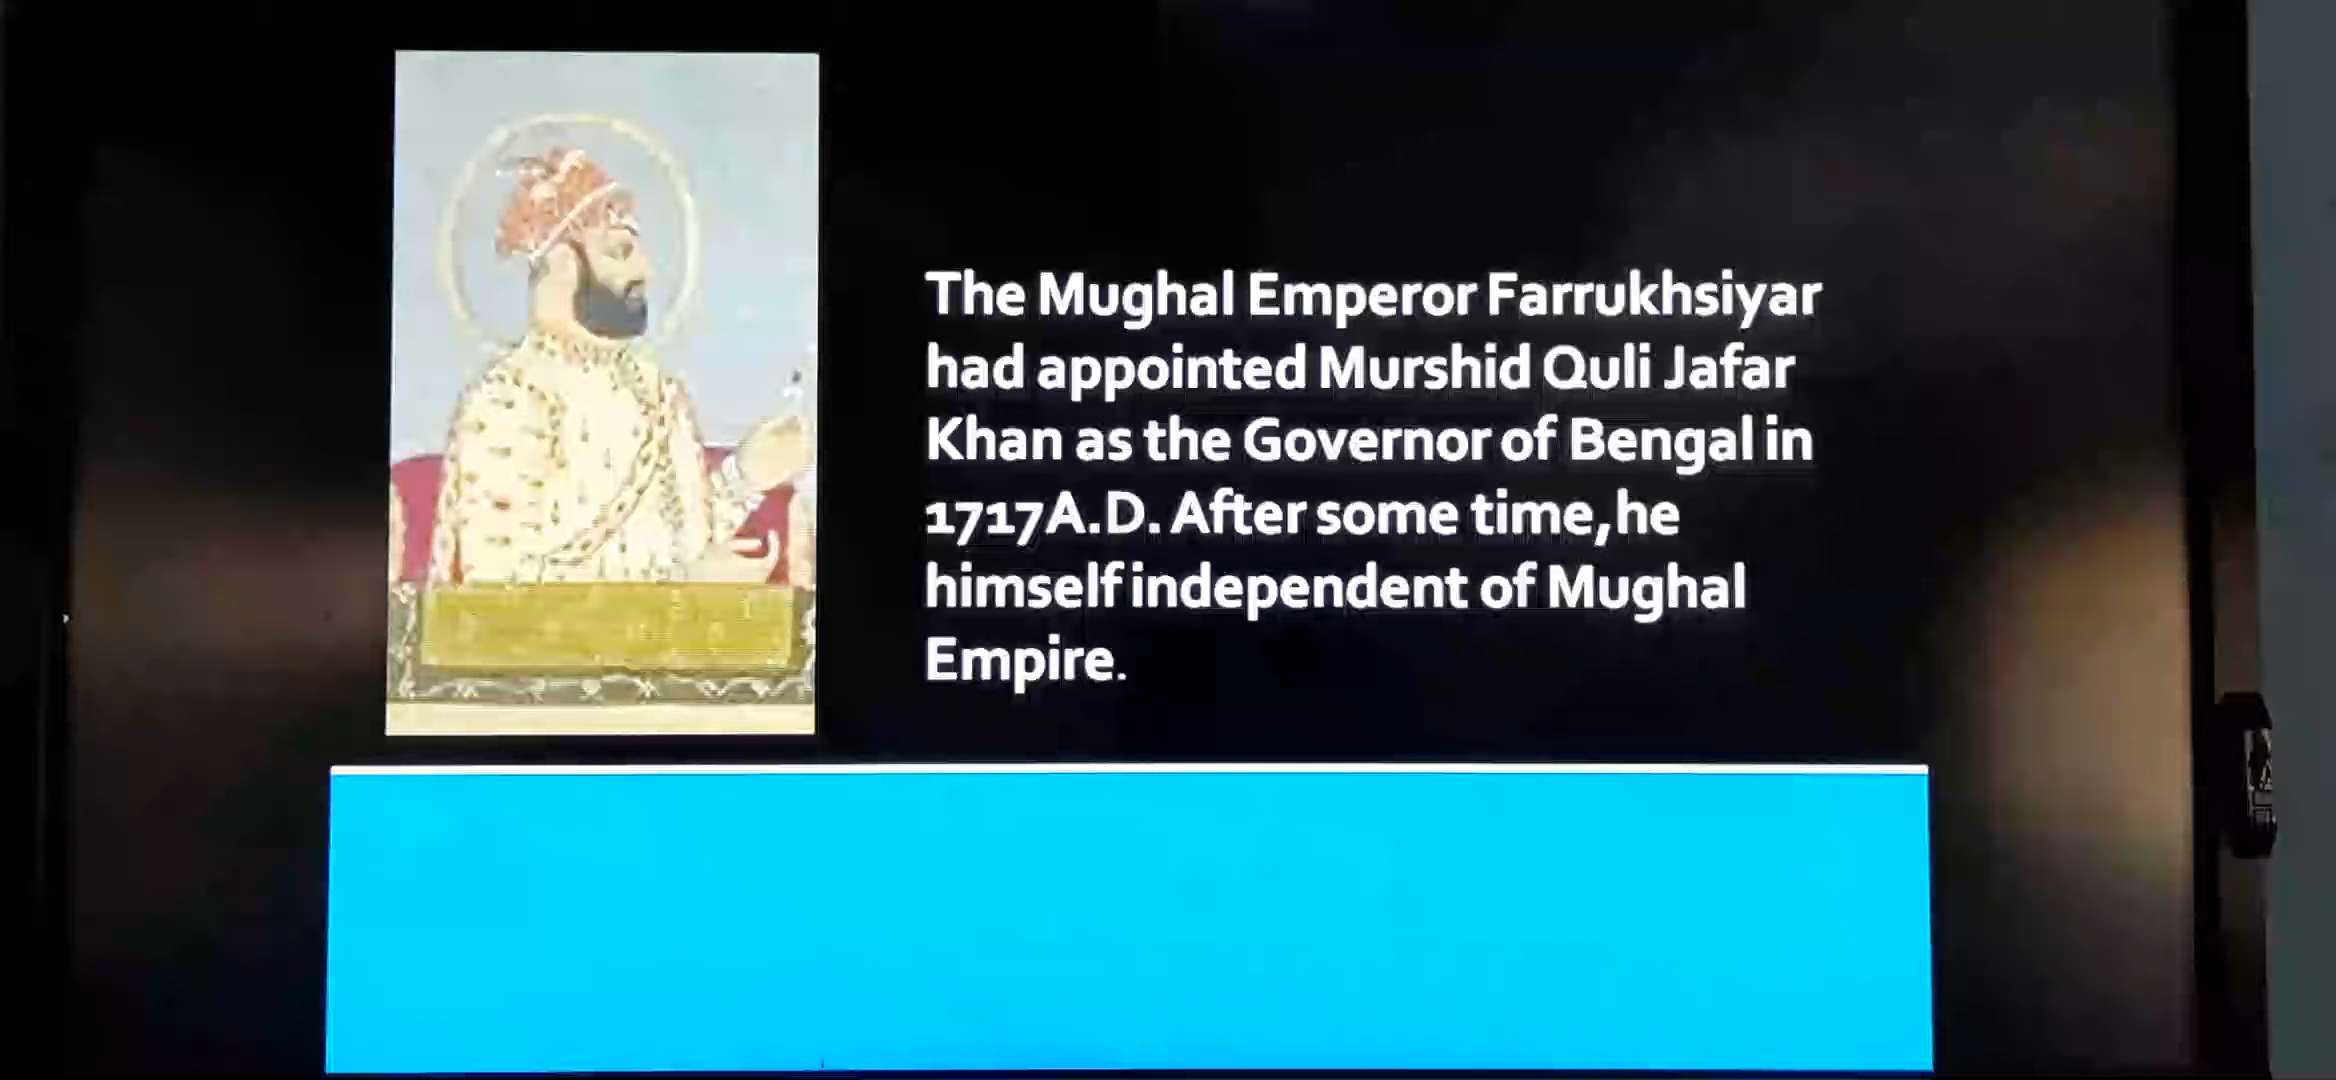 The Mughal Emperor Farrukhsiyar
had appointed Murshid Quli Jafar
Khan as the Governor of Bengal in
1717A.D. After some time,he
himself independent of Mughal
Empire.